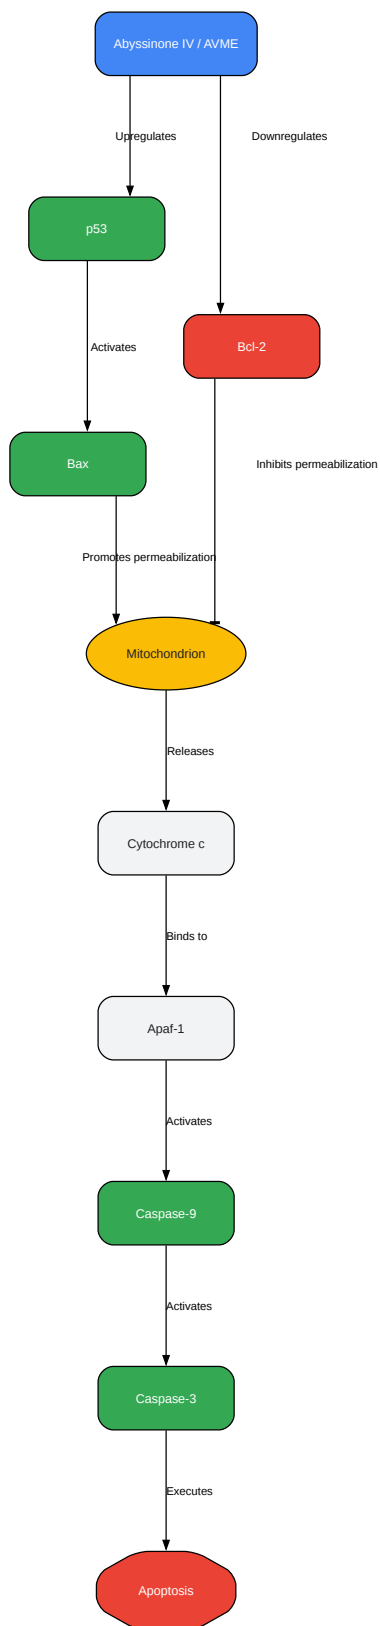 Abyssinone IV / AVME
Upregulates
Downregulates
p53
Bcl-2
Activates
Bax
Inhibits permeabilization
Promotes permeabilization
Mitochondrion
Releases
Cytochrome c
Binds to
Apaf-1
Activates
Caspase-9
Activates
Caspase-3
Executes
Apoptosis